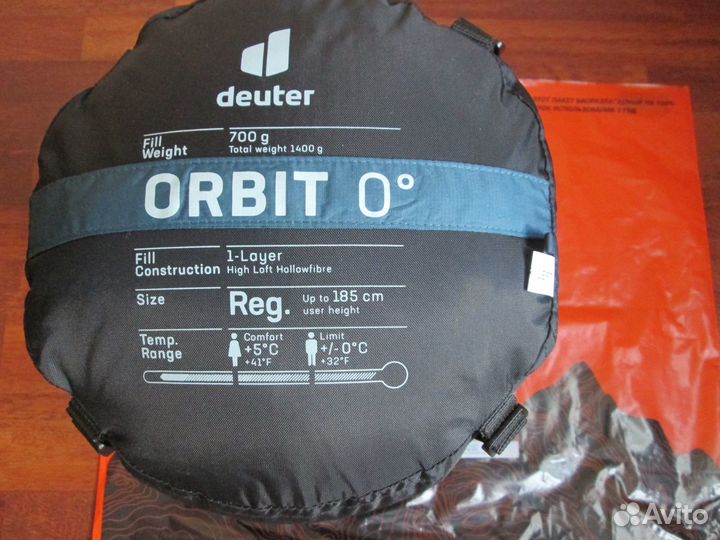 deuter
Fill Weight 700 g
Total weight 1400 g
ORBIT 0°
Fill Construction 1-Layer
High Loft Hollowfibre
Size Reg. Up to 185 cm
user height
Temp. Range Comfort Limit
+5°C +/-0°C
+41°F +32°F
Avito